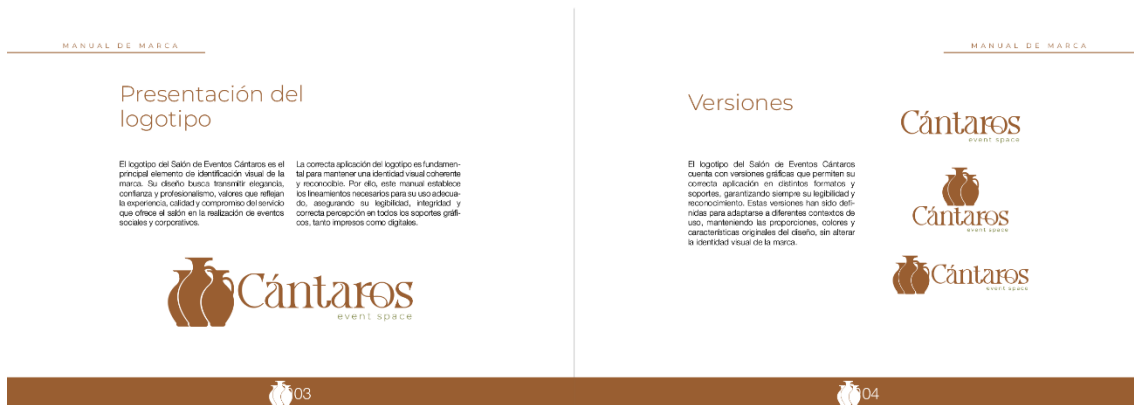 MANUAL DE MARCA
Presentación del
logotipo
El logotipo del Salón de Eventos Cántaros es el
principal elemento de identificación visual de la
marca. Su diseño busca transmitir elegancia,
confianza y profesionalismo, valores que reflejan
la experiencia, calidad y compromiso del servicio
que ofrece el salón en la realización de eventos
sociales y corporativos.
La correcta aplicación del logotipo es fundamen-
tal para mantener una identidad visual coherente
y reconocible. Por ello, este manual establece
los lineamientos necesarios para su uso adecua-
do, asegurando su legibilidad, integridad y
correcta percepción en todos los soportes gráfi-
cos, tanto impresos como digitales.
Cántaros
event space
03
MANUAL DE MARCA
Versiones
El logotipo del Salón de Eventos Cántaros
cuenta con versiones gráficas que permiten su
correcta aplicación en distintos formatos y
soportes, garantizando siempre su legibilidad y
reconocimiento. Estas versiones han sido defi-
nidas para adaptarse a diferentes contextos de
uso, manteniendo las proporciones, colores y
características originales del diseño, sin alterar
la identidad visual de la marca.
Cántaros
event space
Cántaros
event space
Cántaros
event space
04